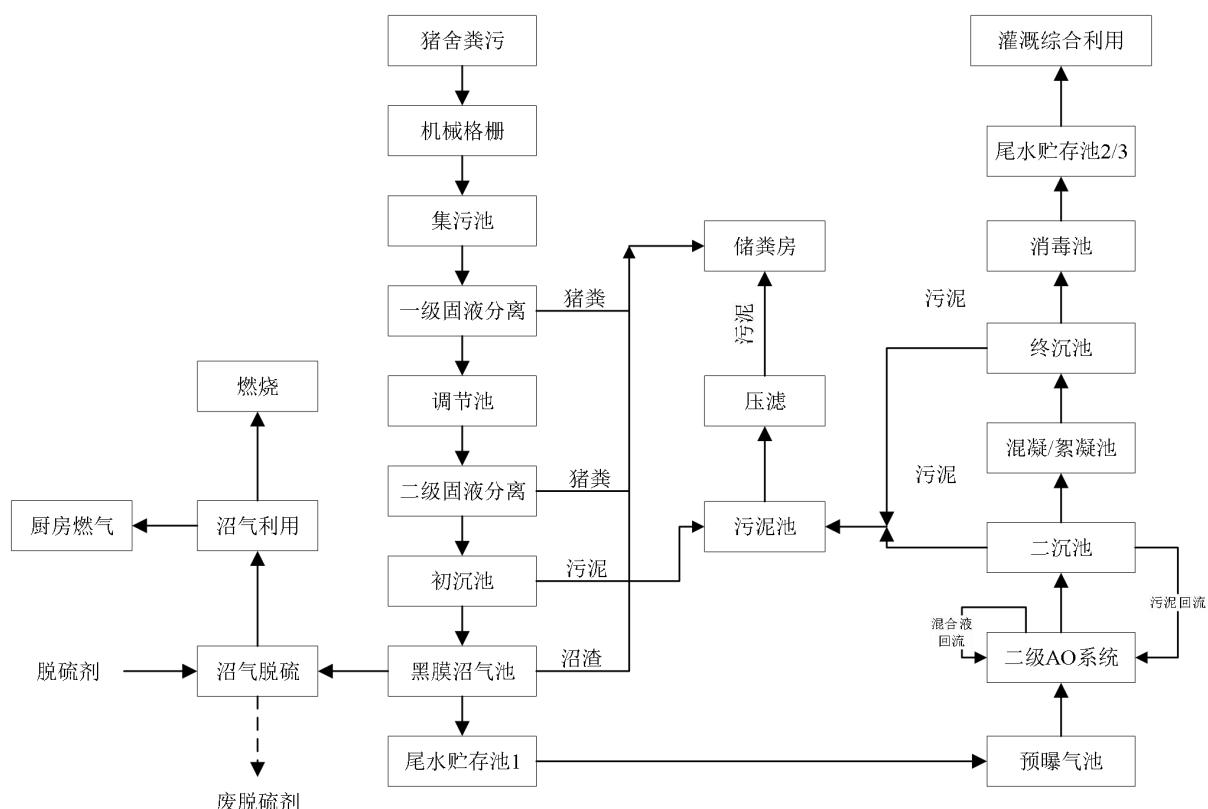 猪舍粪污
灌溉综合利用
机械格栅
尾水贮存池2/3
集污池
储粪房
消毒池
一级固液分离
猪粪
污泥
污泥
终沉池
燃烧
调节池
压滤
混凝/絮凝池
二级固液分离
猪粪
污泥
厨房燃气
沼气利用
污泥池
二沉池
初沉池
污泥
污泥回流
混合液
回流
脱硫剂
沼气脱硫
黑膜沼气池
沼渣
二级AO系统
尾水贮存池1
预曝气池
废脱硫剂